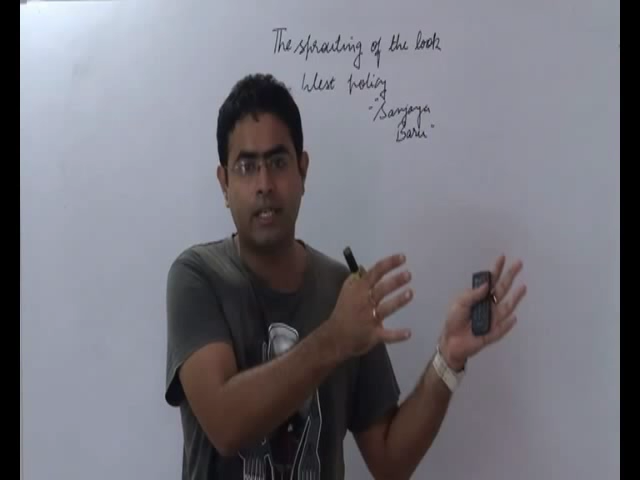 The sprouting of the look
West policy
- "Sanjaya
Baru"